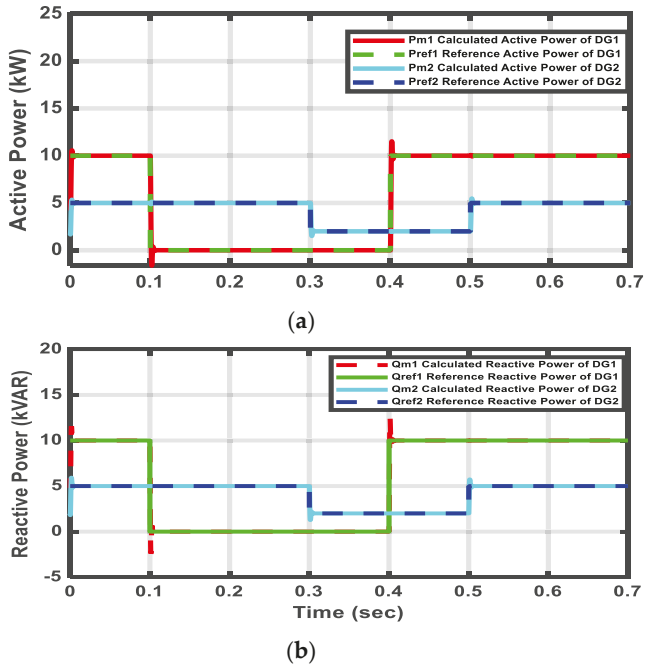 25
20
15
10
5
0
Active Power (kW)
Pm1 Calculated Active Power of DG1
Pref1 Reference Active Power of DG1
Pm2 Calculated Active Power of DG2
Pref2 Reference Active Power of DG2
0 0.1 0.2 0.3 0.4 0.5 0.6 0.7
(a)
20
15
10
5
0
-5
Reactive Power (kVAR)
Qm1 Calculated Reactive Power of DG1
Qref1 Reference Reactive Power of DG1
Qm2 Calculated Reactive Power of DG2
Qref2 Reference Reactive Power of DG2
0 0.1 0.2 0.3 0.4 0.5 0.6 0.7
Time (sec)
(b)